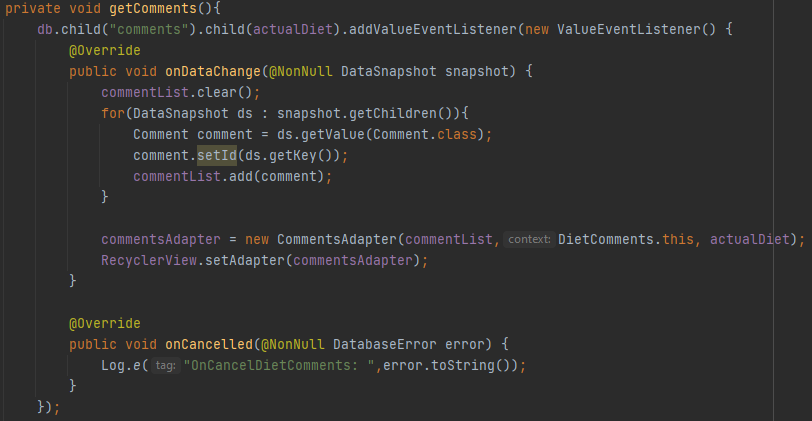 private void getComments(){
    db.child("comments").child(actualDiet).addValueEventListener(new ValueEventListener() {
        @Override
        public void onDataChange(@NonNull DataSnapshot snapshot) {
            commentList.clear();
            for(DataSnapshot ds : snapshot.getChildren()){
                Comment comment = ds.getValue(Comment.class);
                comment.setId(ds.getKey());
                commentList.add(comment);
            }
            commentsAdapter = new CommentsAdapter(commentList, context: DietComments.this, actualDiet);
            RecyclerView.setAdapter(commentsAdapter);
        }
        @Override
        public void onCancelled(@NonNull DatabaseError error) {
            Log.e( tag: "OnCancelDietComments: ",error.toString());
        }
    });